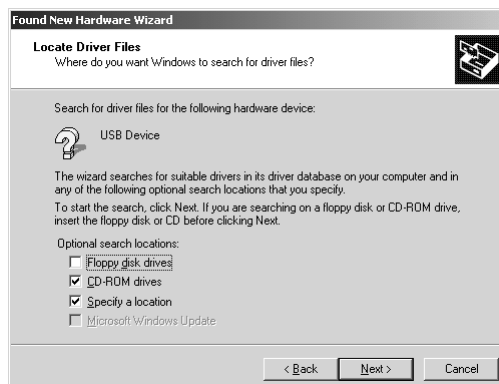 Found New Hardware Wizard
Locate Driver Files
Where do you want Windows to search for driver files?
Search for driver files for the following hardware device:
USB Device
The wizard searches for suitable drivers in its driver database on your computer and in
any of the following optional search locations that you specify.
To start the search, click Next. If you are searching on a floppy disk or CD-ROM drive,
insert the floppy disk or CD before clicking Next.
Optional search locations:
Floppy disk drives
CD-ROM drives
Specify a location
Microsoft Windows Update
< Back
Next >
Cancel